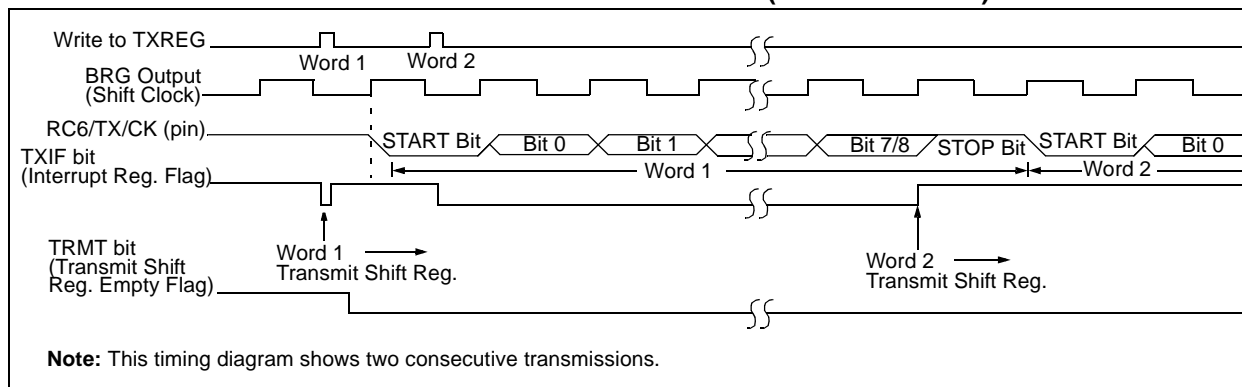 Write to TXREG
Word 1
Word 2
BRG Output
(Shift Clock)
RC6/TX/CK (pin)
START Bit
Bit 0
Bit 1
Bit 7/8
STOP Bit
START Bit
Bit 0
Word 1
Word 2
TXIF bit
(Interrupt Reg. Flag)
Word 1
Transmit Shift Reg.
Word 2
Transmit Shift Reg.
TRMT bit
(Transmit Shift
Reg. Empty Flag)
Note: This timing diagram shows two consecutive transmissions.